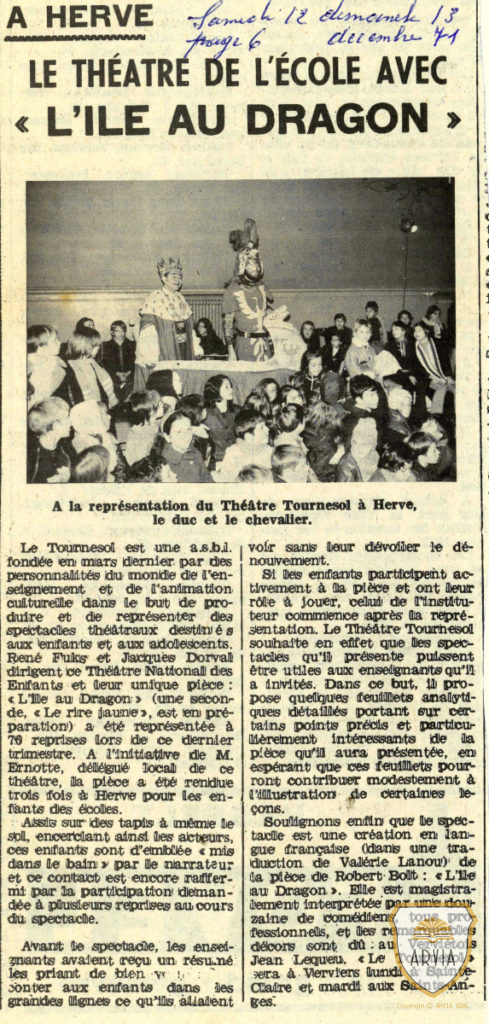 A HERVE
Samedi 12 dimanche 13
page 6 décembre 71
LE THÉATRE DE L'ÉCOLE AVEC
« L'ILE AU DRAGON »
A la représentation du Théâtre Tournesol à Herve,
le duc et le chevalier.
Le Tournesol est une a.s.b.l.
fondée en mars dernier par des
personnalités du monde de l'en-
seignement et de l'animation
culturelle dans le but de pro-
duire et de représenter des
spectacles théâtraux destinés
aux enfants et aux adolescents.
René Fuks et Jacques Dorval
dirigent ce Théâtre National des
Enfants et leur unique pièce :
« L'Ile au Dragon » (une secon-
de, « Le rire jaune », est en pré-
paration) a été représentée à
76 reprises lors de ce dernier
trimestre. A l'initiative de M.
Ernotte, délégué local de ce
théâtre, la pièce a été rendue
trois fois à Herve pour les en-
fants des écoles.
Assis sur des tapis à même le
sol, encerclant ainsi les acteurs,
ces enfants sont d'emblée « mis
dans le bain » par le narrateur
et ce contact est encore raffer-
mi par la participation deman-
dée à plusieurs reprises au cours
du spectacle.
Avant le spectacle, les ensei-
gnants avaient reçu un résumé
les priant de bien
conter aux enfants dans les
grandes lignes ce qu'ils allaient
voir sans leur dévoiler le dé-
nouvement.
Si les enfants participent ac-
tivement à la pièce et ont leur
rôle à jouer, celui de l'institu-
teur commence après la repré-
sentation. Le Théâtre Tournesol
souhaite en effet que les spec-
tacles qu'il présente puissent
être utiles aux enseignants qu'il
a invités. Dans ce but, il pro-
pose quelques feuillets analyti-
ques détaillés portant sur cer-
tains points précis et particu-
lièrement intéressants de la
pièce qu'il aura présentée, en
espérant que ces feuillets pour-
ront contribuer modestement à
l'illustration de certaines le-
çons.
Soulignons enfin que le spec-
tacle est une création en lan-
gue française (dans une tra-
duction de Valérie Lanou) de
la pièce de Robert Bolt : « L'Ile
au Dragon ». Elle est magistra-
lement interprétée par une dou-
zaine de comédiens, tous pro-
fessionnels, et les remarquables
décors sont dû au Verviétois
Jean Lequeu. « Le
sera à Verviers lundi à Sainte-
Claire et mardi aux Saints-An-
ges.
ARVIA
Copyright © ARVIA ASBL